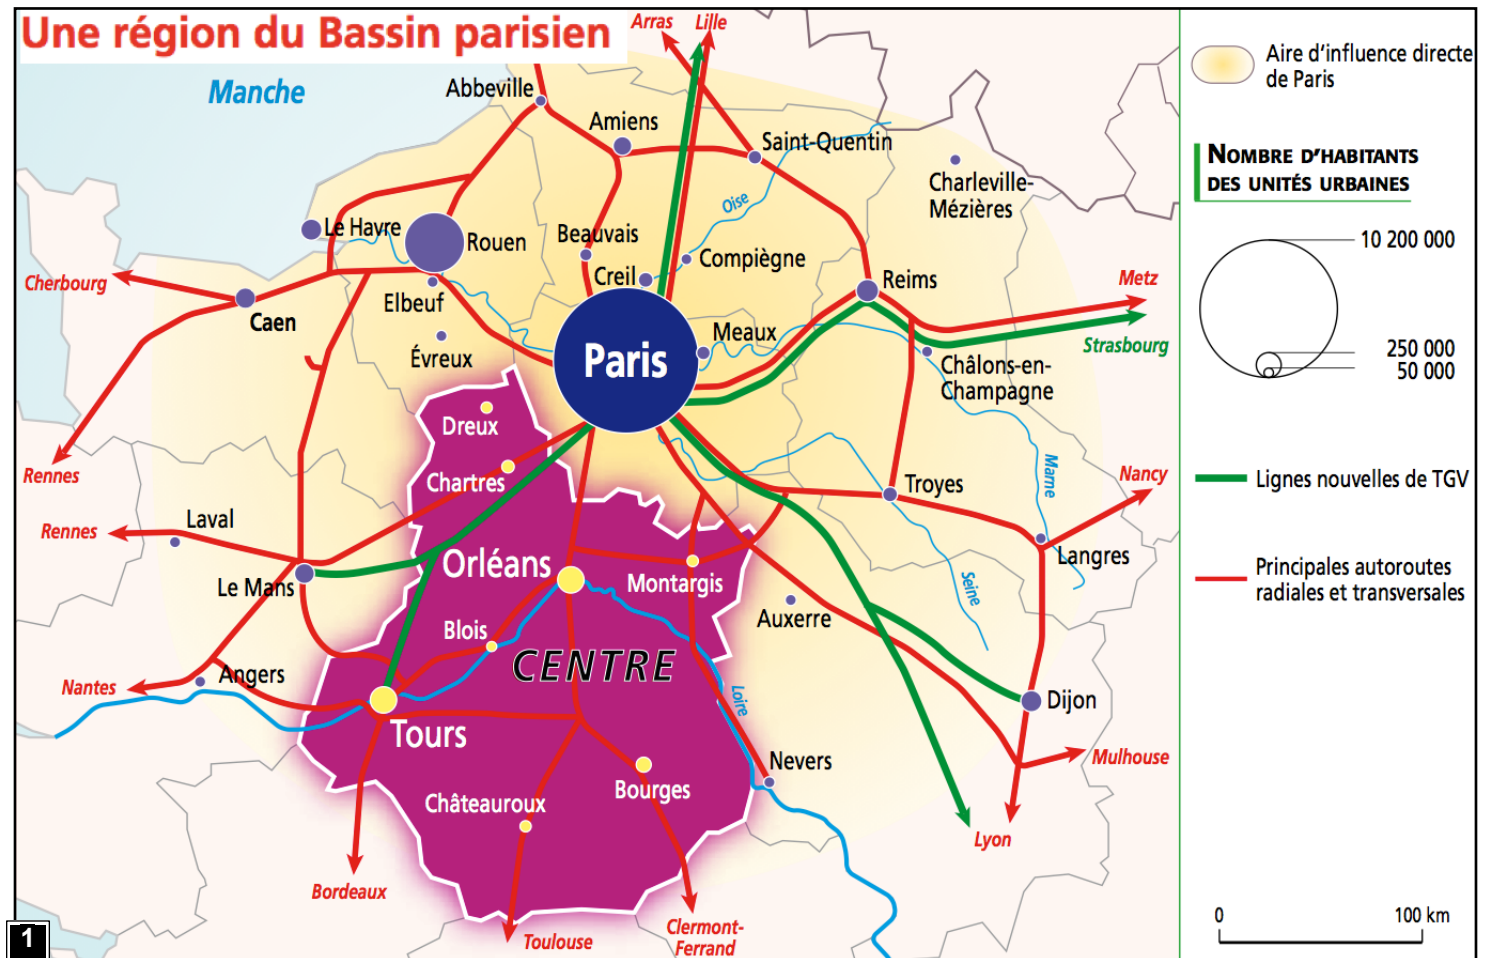 Une région du Bassin parisien
Arras
Lille
Manche
Abbeville
Amiens
Saint-Quentin
Charleville-
Mézières
Oise
Le Havre
Rouen
Beauvais
Compiègne
Creil
Cherbourg
Elbeuf
Reims
Metz
Caen
Meaux
Strasbourg
Évreux
Paris
Châlons-en-
Champagne
Dreux
Rennes
Chartres
Marne
Nancy
Troyes
Laval
Rennes
Orléans
Langres
Le Mans
Montargis
Seine
Auxerre
Blois
CENTRE
Angers
Nantes
Loire
Dijon
Tours
Mulhouse
Nevers
Bourges
Châteauroux
Lyon
Bordeaux
Clermont-
Ferrand
Toulouse
1
Aire d'influence directe
de Paris
NOMBRE D'HABITANTS
DES UNITÉS URBAINES
10 200 000
250 000
50 000
Lignes nouvelles de TGV
Principales autoroutes
radiales et transversales
0 100 km